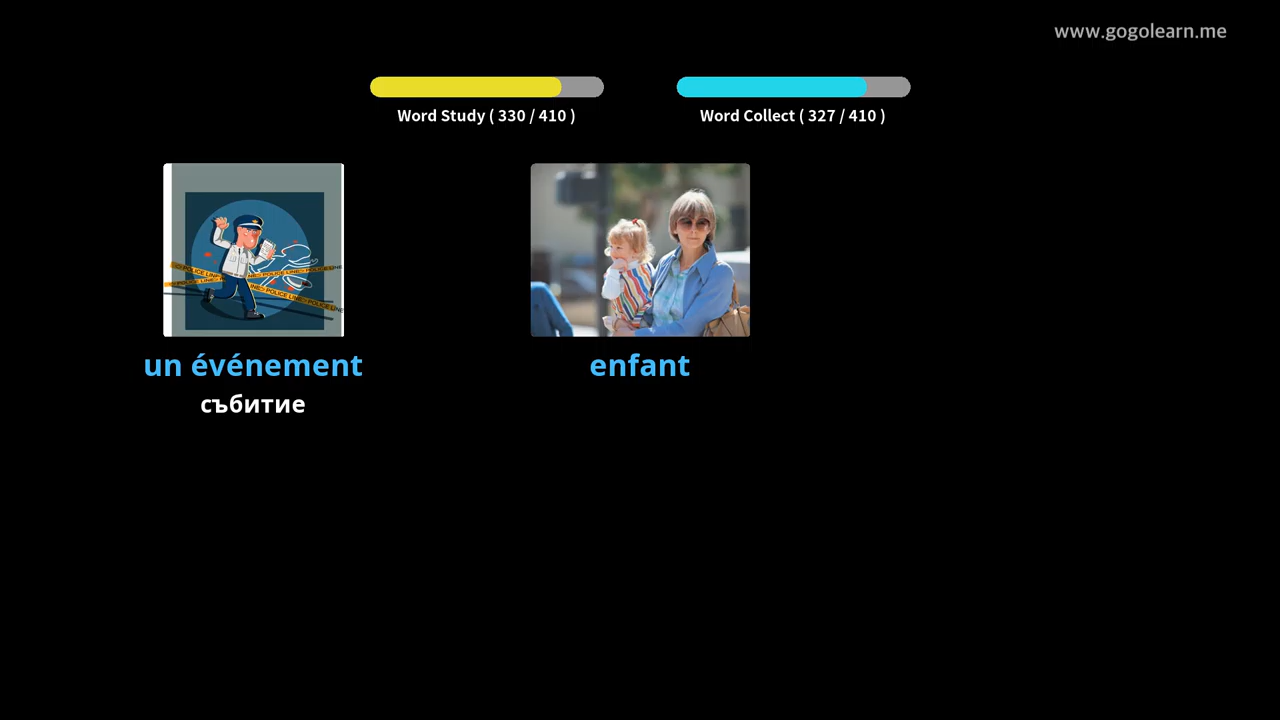 www.gogolearn.me
Word Study ( 330 / 410 )
Word Collect ( 327 / 410 )
un événement
събитие
enfant